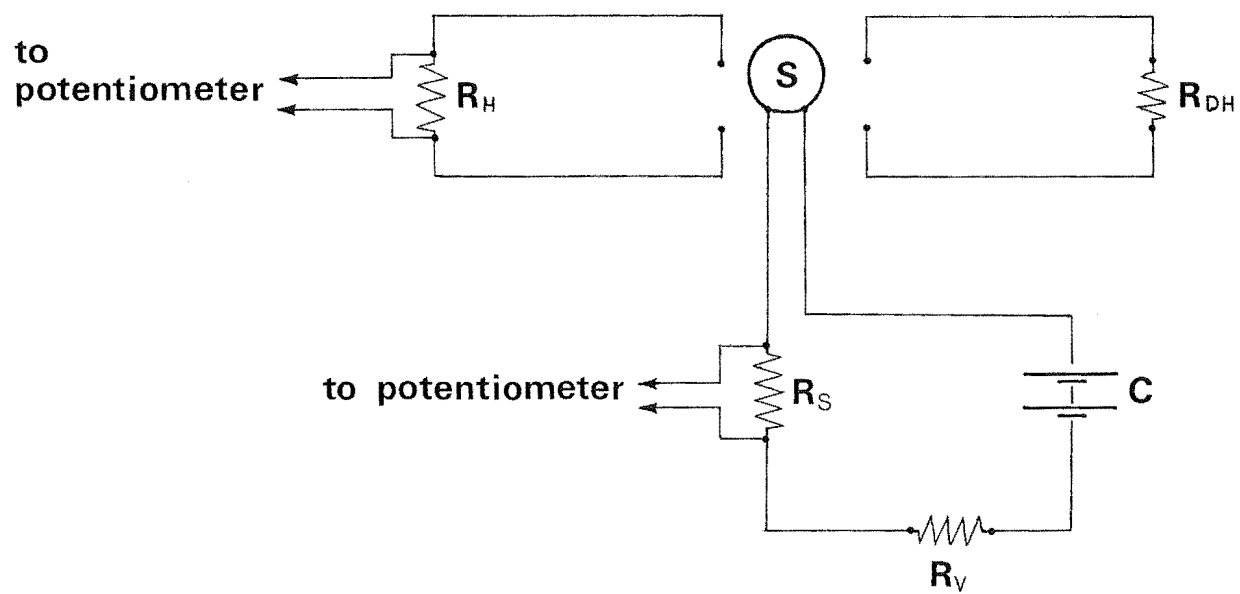 to
potentiometer
R_H
S
R_DH
to potentiometer
R_S
C
R_V